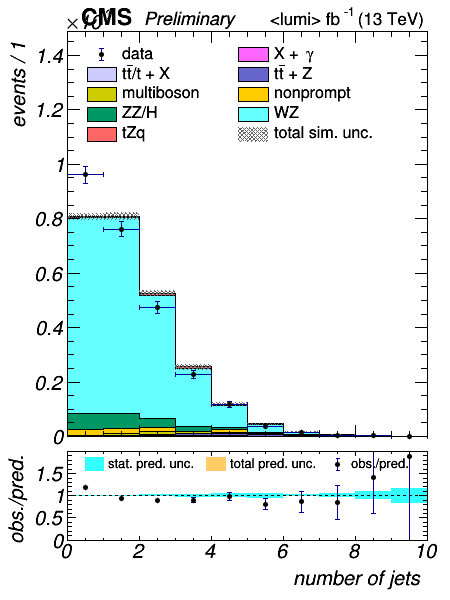 CMS Preliminary <lumi> fb⁻¹ (13 TeV)
events / 1
data
X + γ
tt̄/t + X
tt̄ + Z
multiboson
nonprompt
ZZ/H
WZ
tZq
total sim. unc.
1.4
1.2
1
0.8
0.6
0.4
0.2
0
obs./pred.
stat. pred. unc.
total pred. unc.
obs./pred.
1.5
1
0.5
0
0 2 4 6 8 10
number of jets